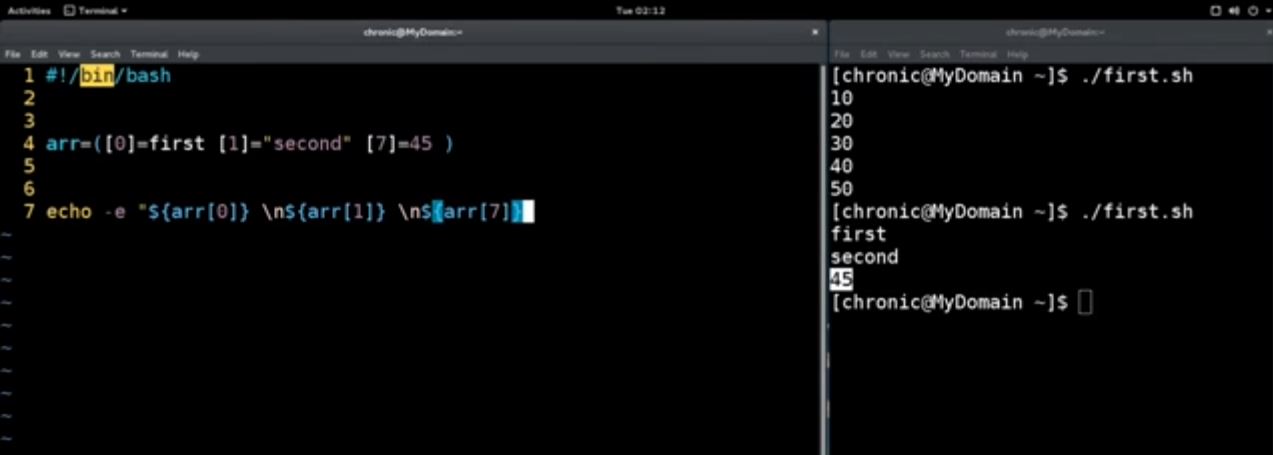 Activities Terminal Tue 02:12
chronic@MyDomain:~
File Edit View Search Terminal Help
1 #!/bin/bash
2
3
4 arr=([0]=first [1]="second" [7]=45 )
5
6
7 echo -e "${arr[0]} \n${arr[1]} \n${arr[7]}
~
~
~
~
~
~
~
~
~
~
chronic@MyDomain:~
File Edit View Search Terminal Help
[chronic@MyDomain ~]$ ./first.sh
10
20
30
40
50
[chronic@MyDomain ~]$ ./first.sh
first
second
45
[chronic@MyDomain ~]$